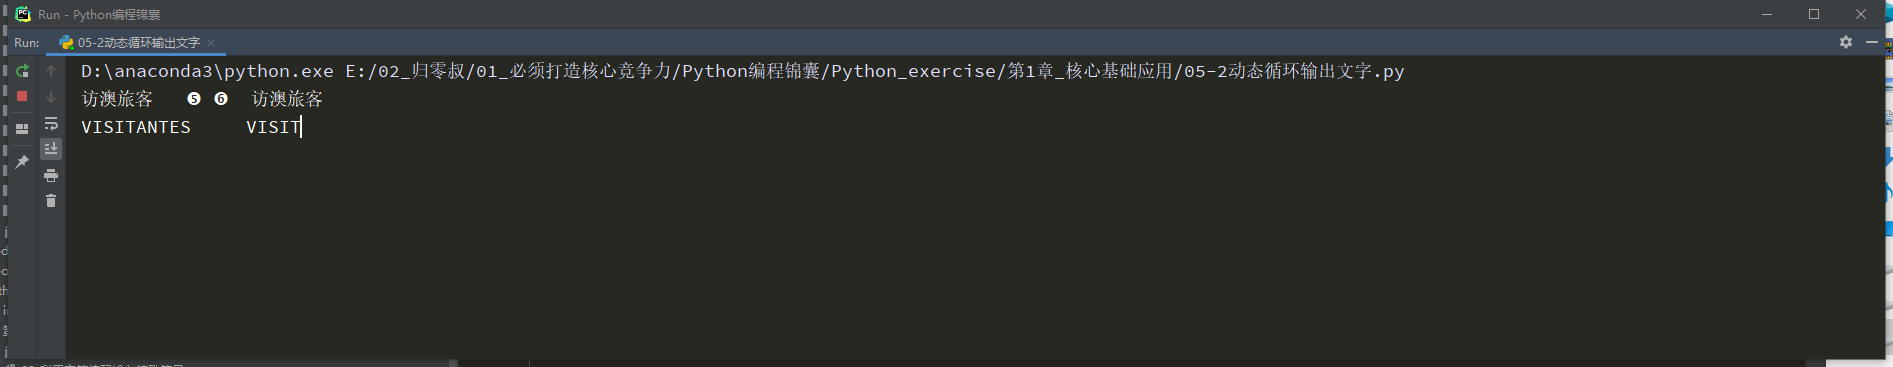 Run - Python编程锦囊
Run: 05-2动态循环输出文字
D:\anaconda3\python.exe E:/02_归零叔/01_必须打造核心竞争力/Python编程锦囊/Python_exercise/第1章_核心基础应用/05-2动态循环输出文字.py
访澳旅客 ❺ ❻ 访澳旅客
VISITANTES VISIT